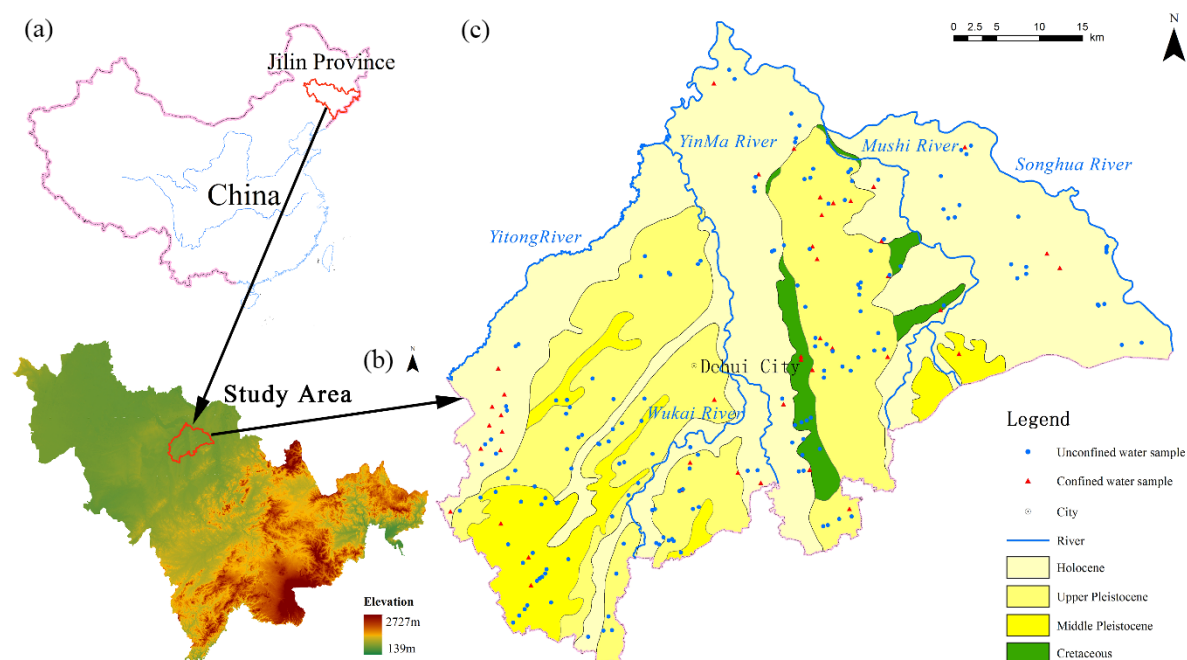 (a)
Jilin Province
China
(b)
N
Study Area
Elevation
2727m
139m
(c)
0 2.5 5 10 15
km
N
YinMa River
Mushi River
Songhua River
YitongRiver
Dehui City
Wukai River
Legend
Unconfined water sample
Confined water sample
City
River
Holocene
Upper Pleistocene
Middle Pleistocene
Cretaceous